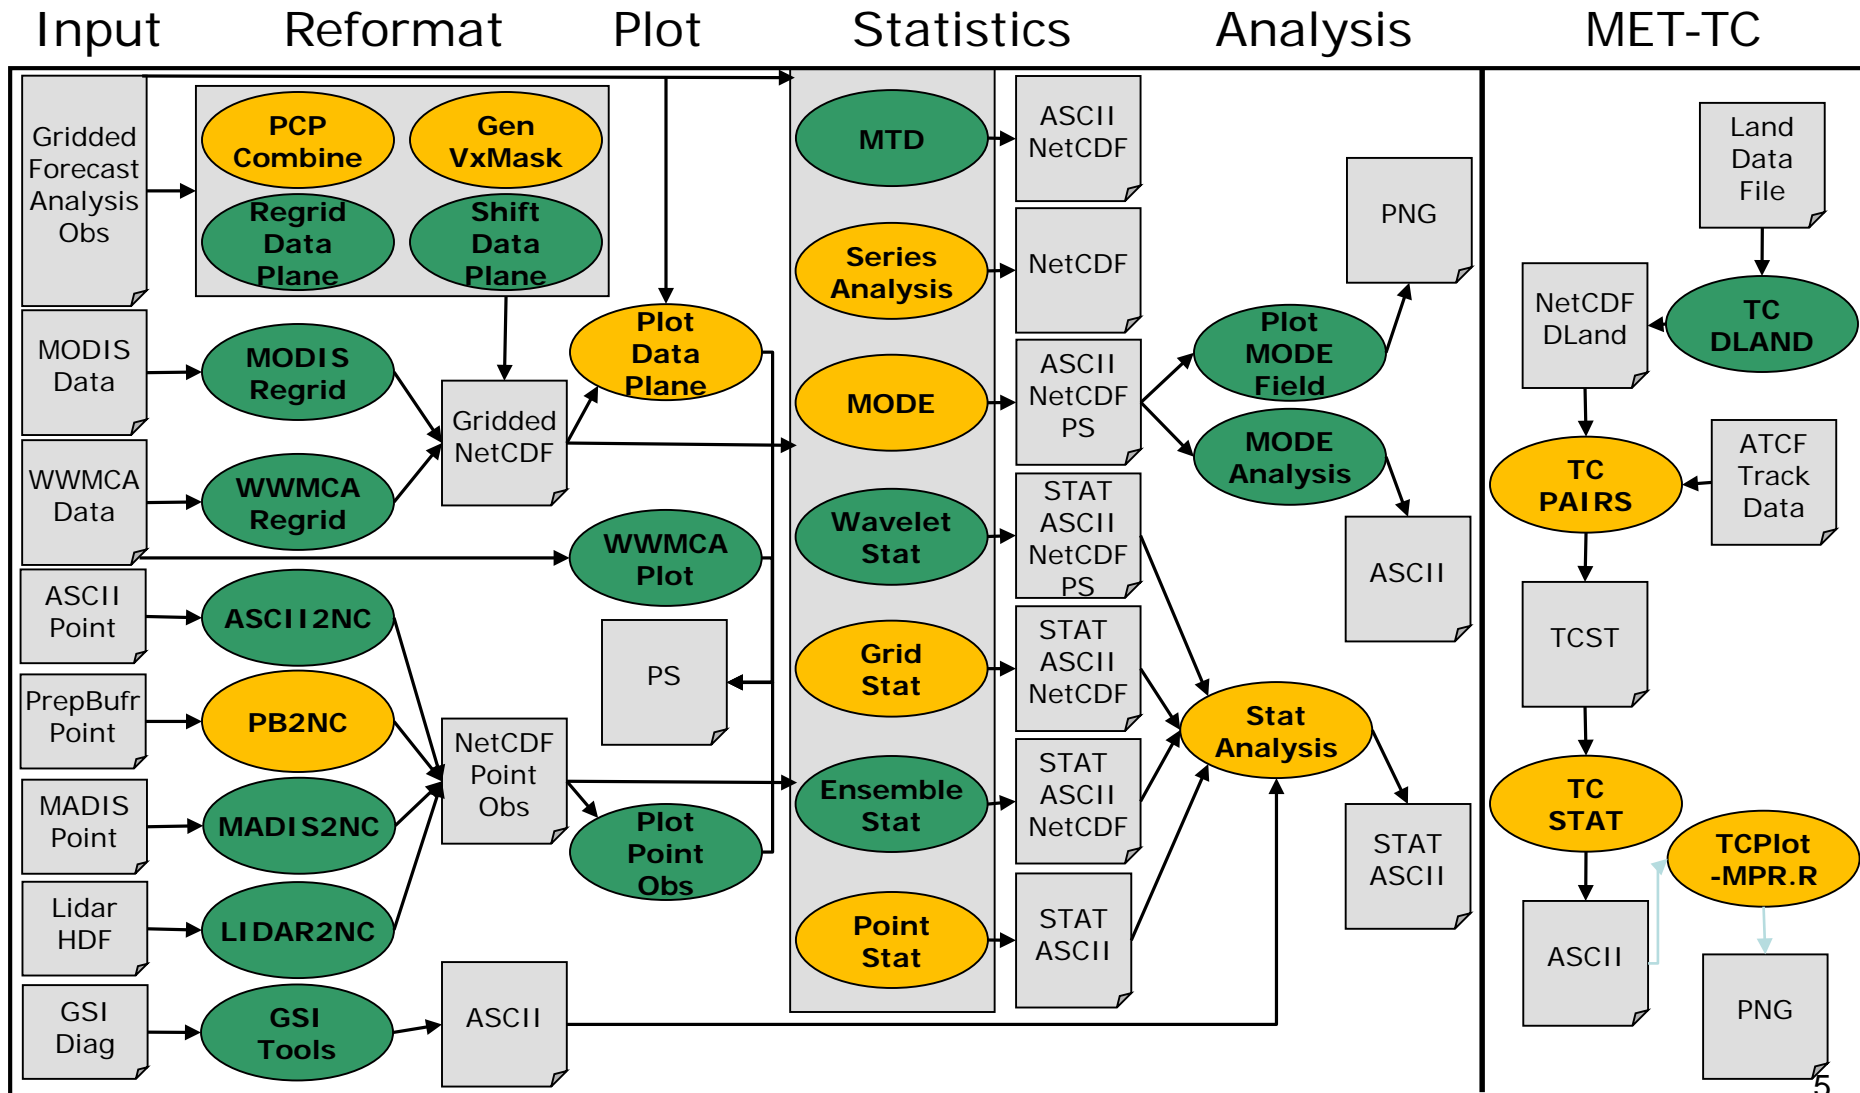 Input
Reformat
Plot
Statistics
Analysis
MET-TC
Gridded
Forecast
Analysis
Obs
MODIS
Data
WWMCA
Data
ASCII
Point
PrepBufr
Point
MADIS
Point
Lidar
HDF
GSI
Diag
PCP
Combine
Gen
VxMask
Regrid
Data
Plane
Shift
Data
Plane
MODIS
Regrid
WWMCA
Regrid
ASCII2NC
PB2NC
MADIS2NC
LIDAR2NC
GSI
Tools
Gridded
NetCDF
NetCDF
Point
Obs
ASCII
Plot
Data
Plane
WWMCA
Plot
PS
Plot
Point
Obs
MTD
Series
Analysis
MODE
Wavelet
Stat
Grid
Stat
Ensemble
Stat
Point
Stat
ASCII
NetCDF
NetCDF
ASCII
NetCDF
PS
STAT
ASCII
NetCDF
PS
STAT
ASCII
NetCDF
STAT
ASCII
NetCDF
STAT
ASCII
Plot
MODE
Field
MODE
Analysis
Stat
Analysis
PNG
ASCII
STAT
ASCII
Land
Data
File
NetCDF
DLand
TC
DLAND
TC
PAIRS
ATCF
Track
Data
TCST
TC
STAT
TCPlot
-MPR.R
ASCII
PNG
5